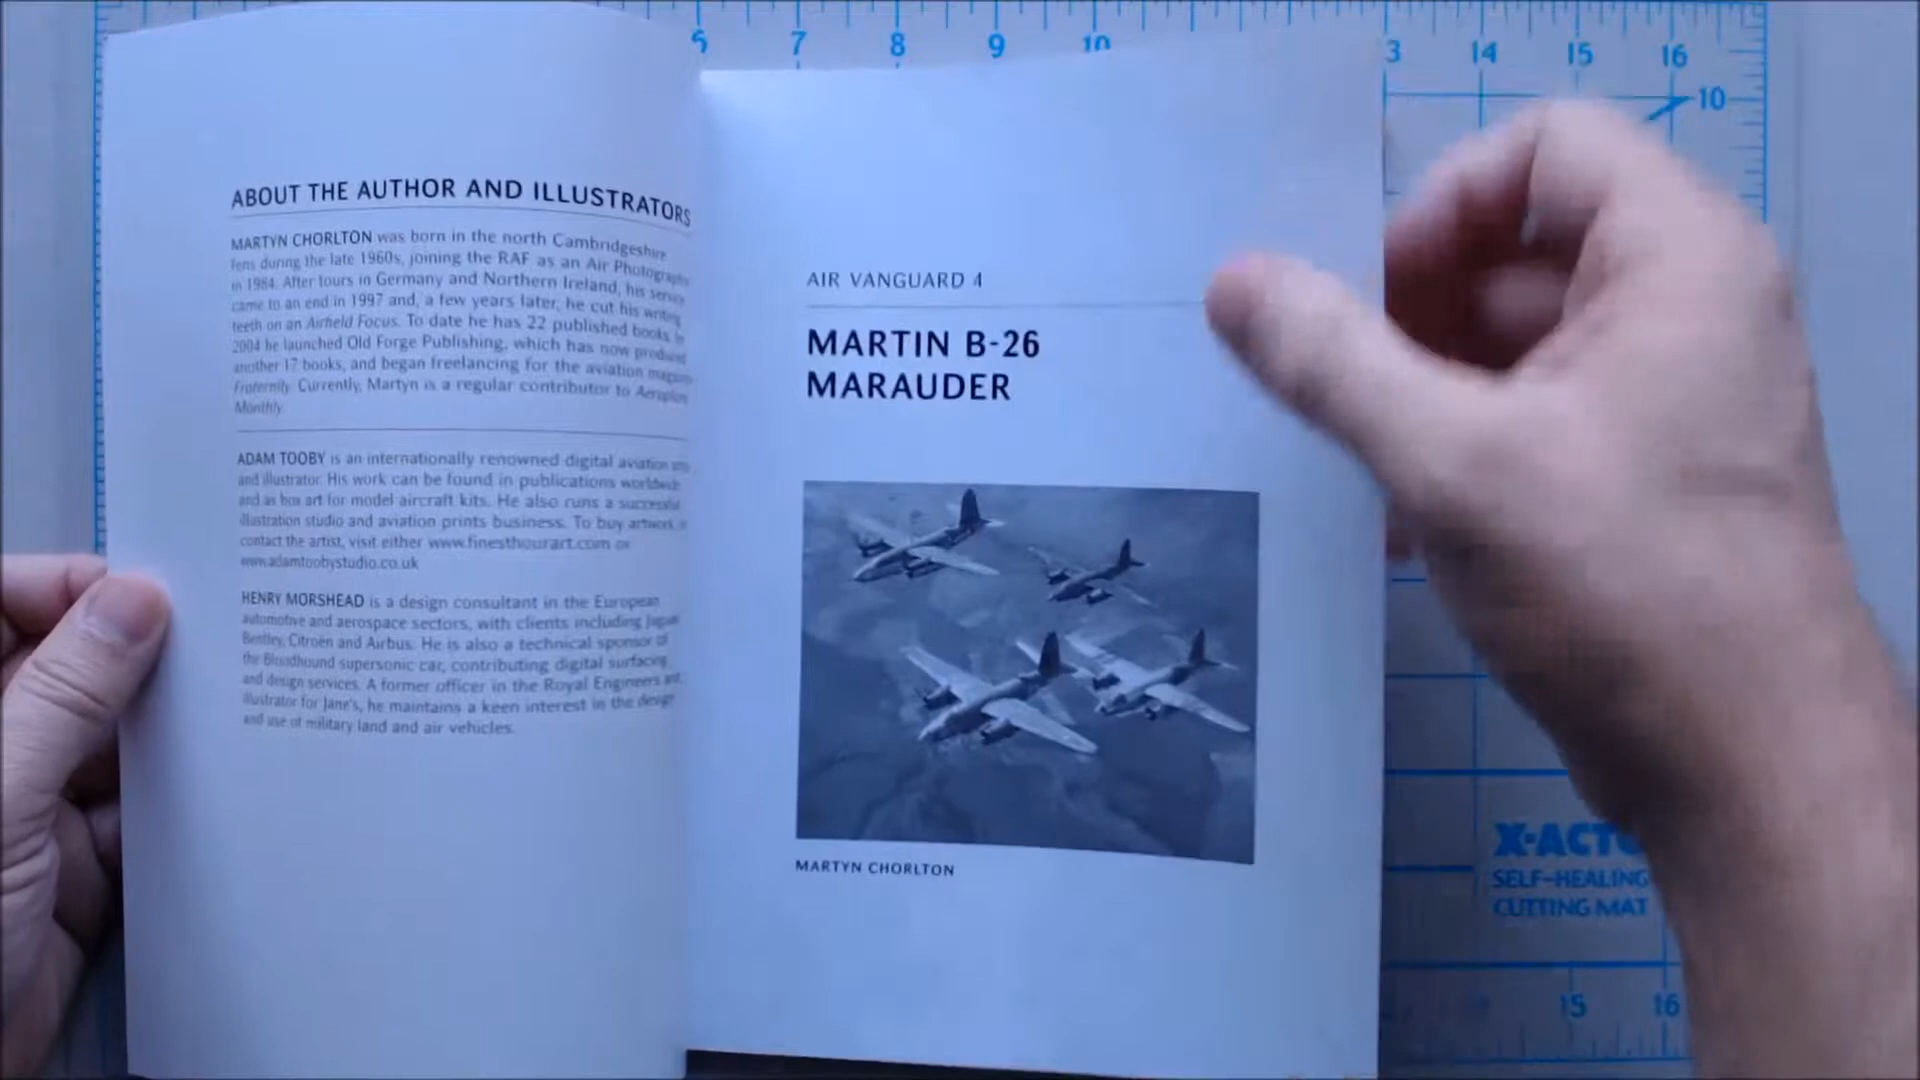 6 7 8 9 10 3 14 15 16
10
ABOUT THE AUTHOR AND ILLUSTRATORS
MARTYN CHORLTON was born in the north Cambridgeshire
fens during the late 1960s, joining the RAF as an Air
in 1984. After tours in Germany and Northern Ireland, his service
came to an end in 1997 and, a few years later, he cut his writing
teeth on an Airfield Focus. To date he has 22 published books. In
2004 he launched Old Forge Publishing, which has now produced
another 17 books, and began freelancing for the aviation
Fraternity. Currently, Martyn is a regular contributor to Aeroplane
Monthly.
ADAM TOOBY is an internationally renowned digital aviation
and illustrator. His work can be found in publications worldwide
and as box art for model aircraft kits. He also runs a successful
illustration studio and aviation prints business. To buy artwork, or
contact the artist, visit either www.finesthourart.com or
www.adamtoobystudio.co.uk
HENRY MORSHEAD is a design consultant in the European
automotive and aerospace sectors, with clients including Jaguar,
Bentley, Citroën and Airbus. He is also a technical sponsor of
the Bloodhound supersonic car, contributing digital surfacing
and design services. A former officer in the Royal Engineers and
illustrator for Jane's, he maintains a keen interest in the design
and use of military land and air vehicles.
AIR VANGUARD 4
MARTIN B-26
MARAUDER
MARTYN CHORLTON
X-ACTO
SELF-HEALING
CUTTING MAT
15 16